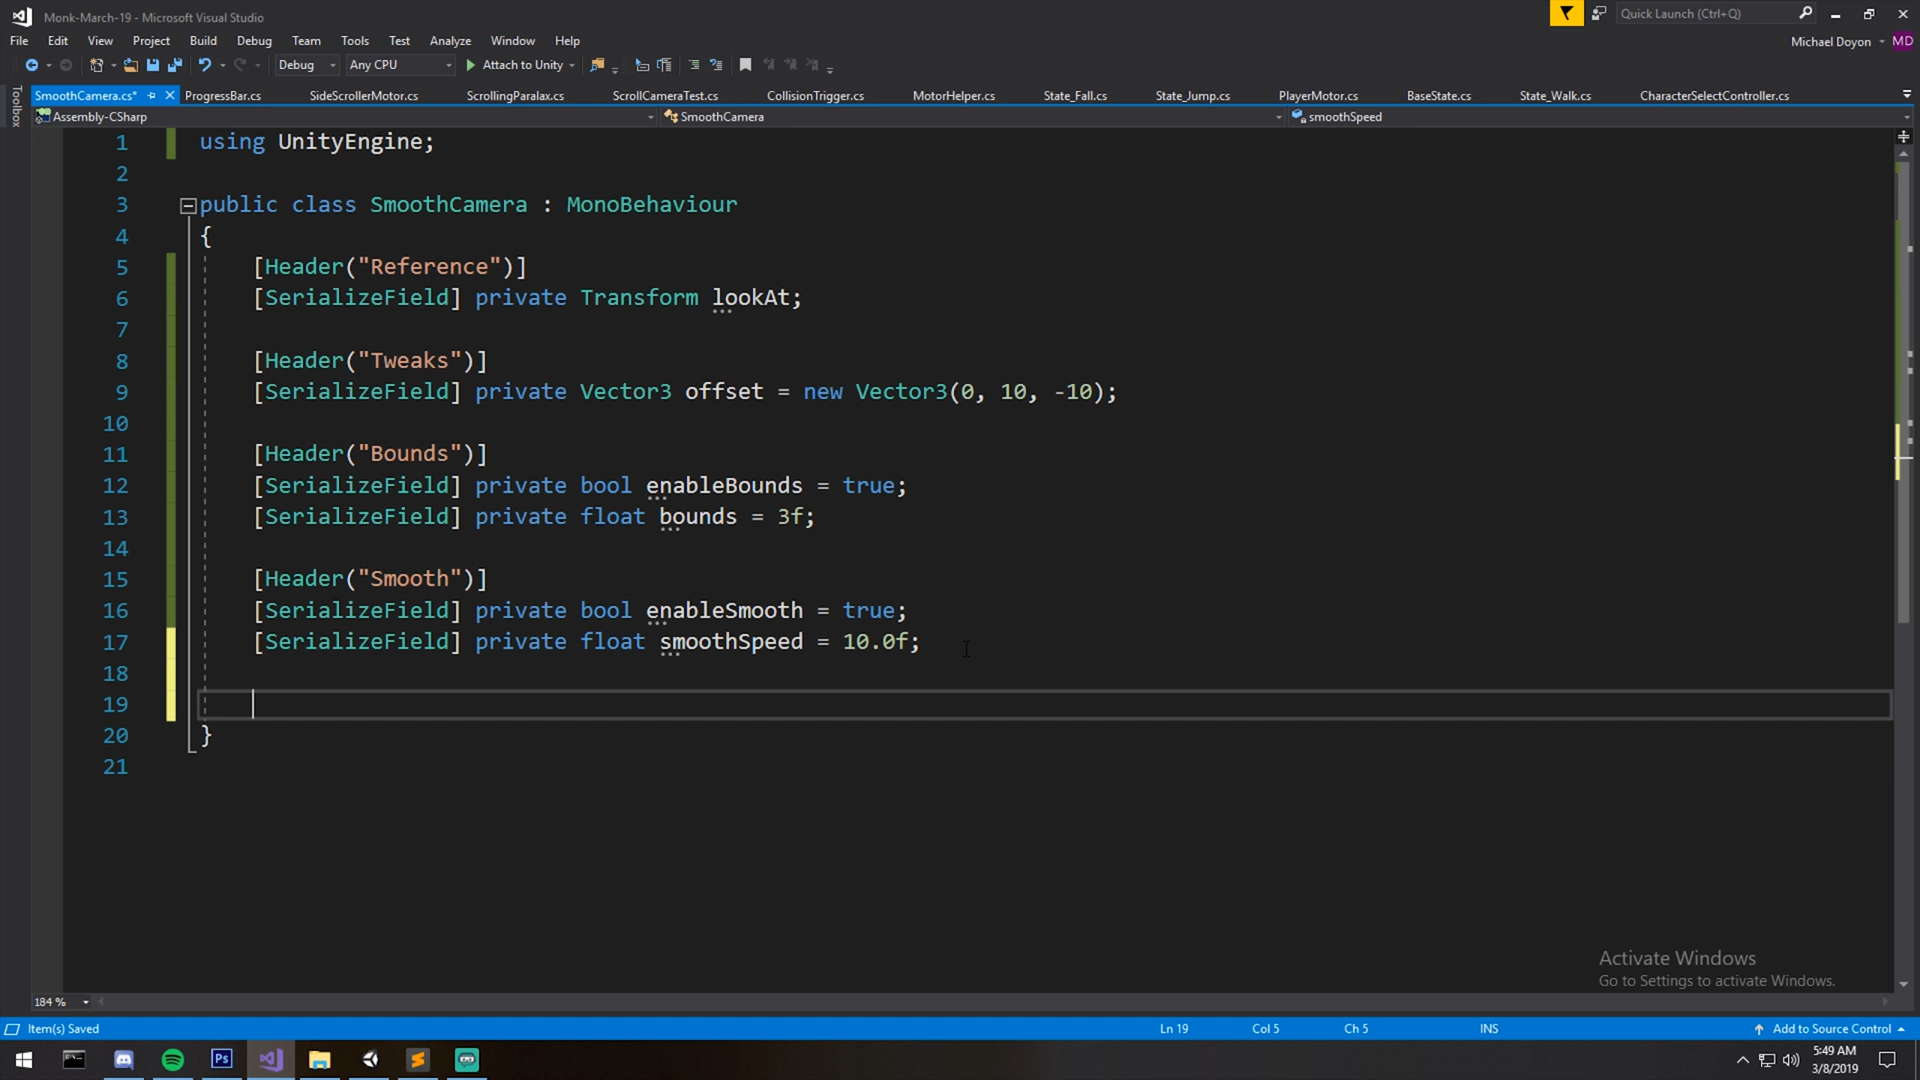 Monk-March-19 - Microsoft Visual Studio
Quick Launch (Ctrl+Q)
File Edit View Project Build Debug Team Tools Test Analyze Window Help
Michael Doyon MD
Debug Any CPU Attach to Unity
Toolbox
SmoothCamera.cs* ProgressBar.cs SideScrollerMotor.cs ScrollingParalax.cs ScrollCameraTest.cs CollisionTrigger.cs MotorHelper.cs State_Fall.cs State_Jump.cs PlayerMotor.cs BaseState.cs State_Walk.cs CharacterSelectController.cs
Assembly-CSharp SmoothCamera smoothSpeed
1 using UnityEngine;
2
3 public class SmoothCamera : MonoBehaviour
4 {
5 [Header("Reference")]
6 [SerializeField] private Transform lookAt;
7
8 [Header("Tweaks")]
9 [SerializeField] private Vector3 offset = new Vector3(0, 10, -10);
10
11 [Header("Bounds")]
12 [SerializeField] private bool enableBounds = true;
13 [SerializeField] private float bounds = 3f;
14
15 [Header("Smooth")]
16 [SerializeField] private bool enableSmooth = true;
17 [SerializeField] private float smoothSpeed = 10.0f;
18
19
20 }
21
Activate Windows
Go to Settings to activate Windows.
184 %
Item(s) Saved Ln 19 Col 5 Ch 5 INS Add to Source Control
Ps
5:49 AM
3/8/2019